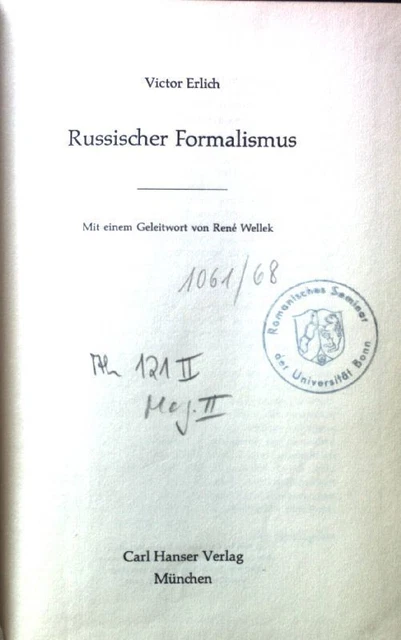 Victor Erlich
Russischer Formalismus
Mit einem Geleitwort von René Wellek
1061/68
Romanisches Seminar
der Universität Bonn
121 II
Mag. II
Carl Hanser Verlag
München